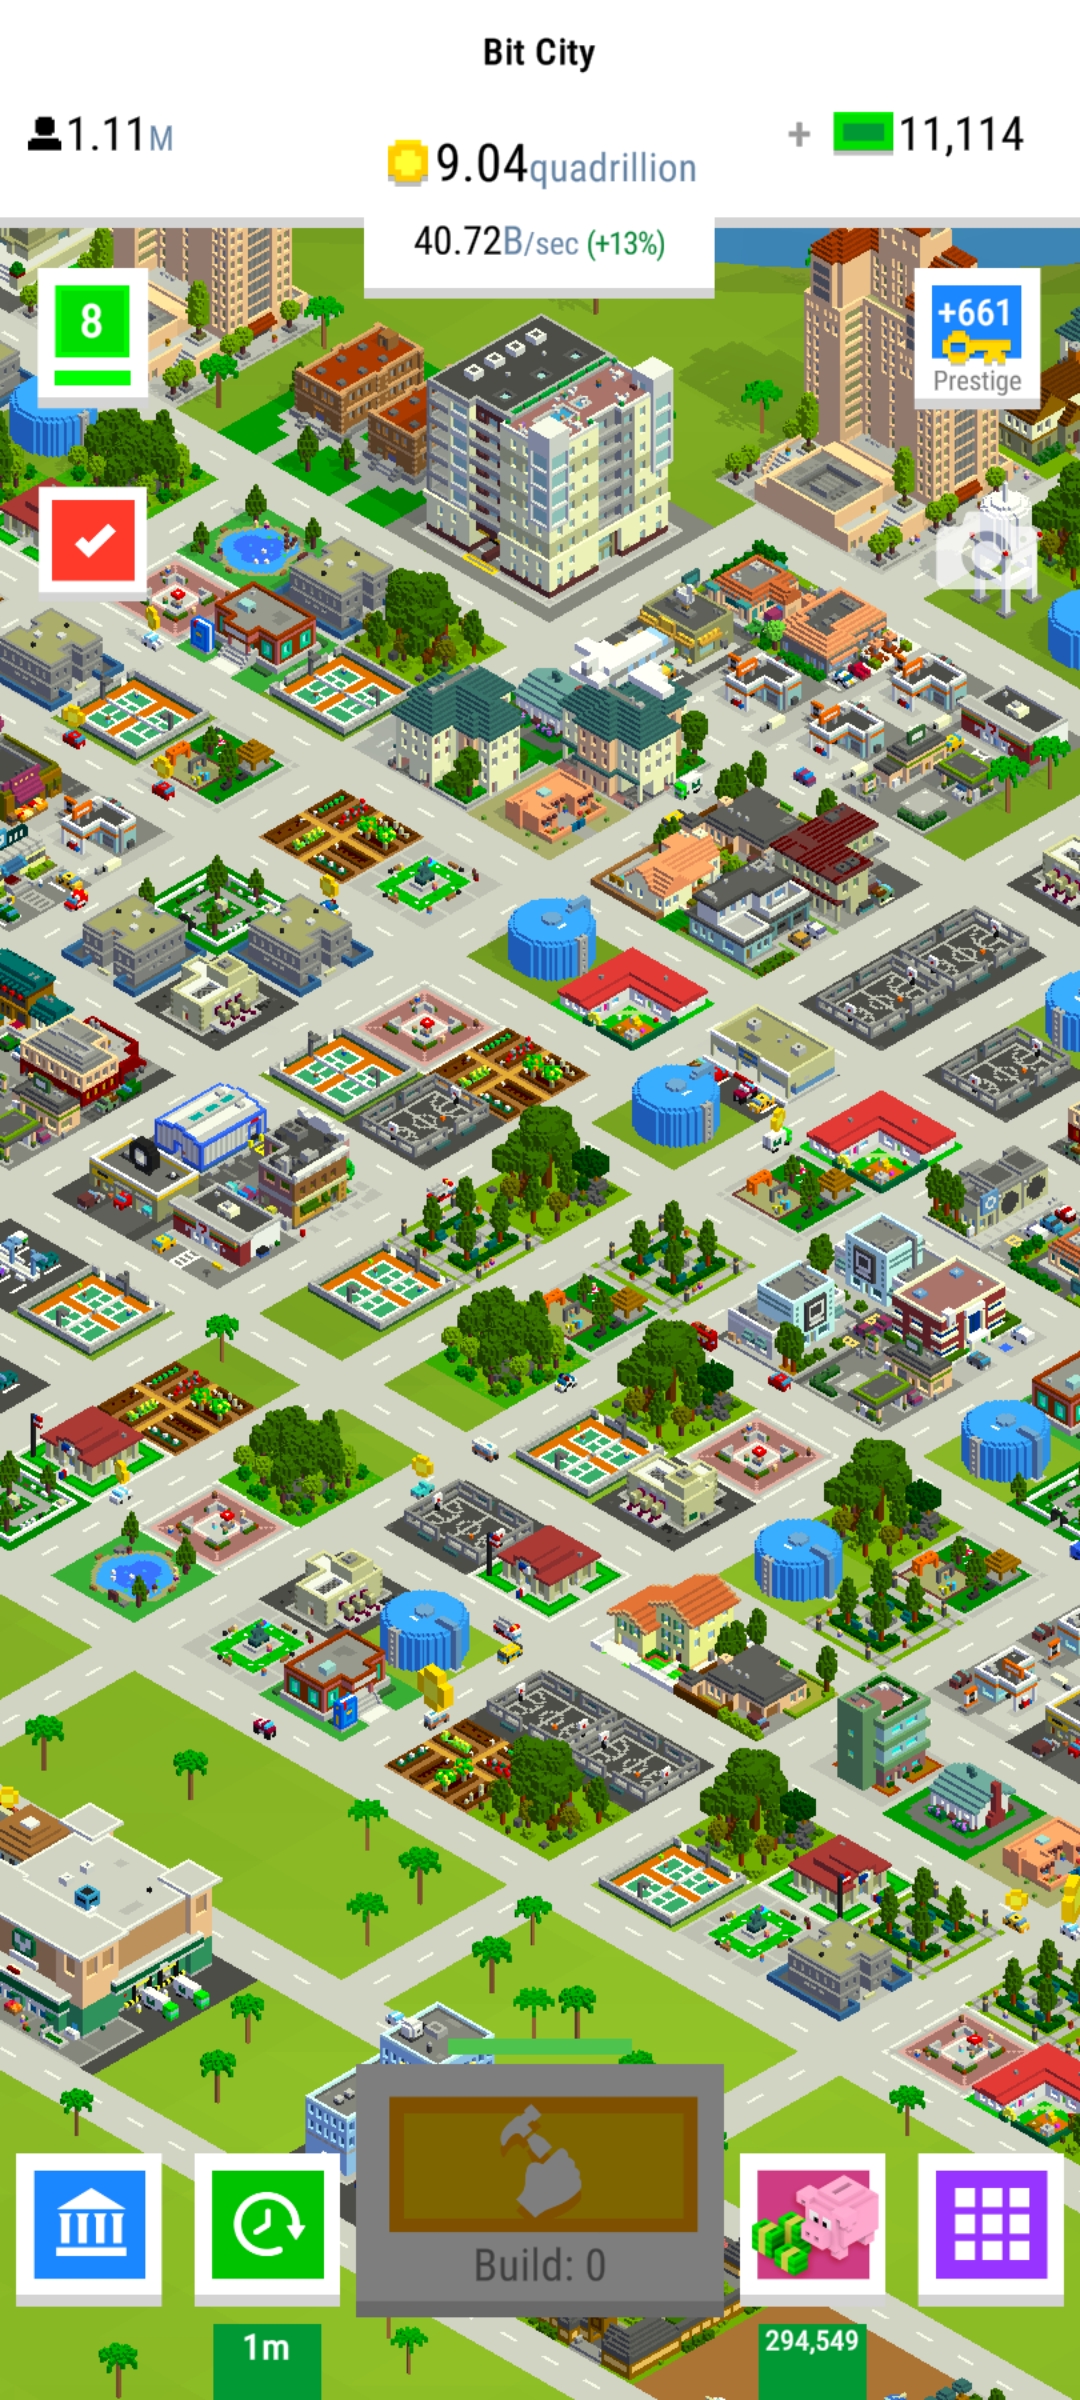 Bit City
1.11M
9.04quadrillion
+ 11,114
40.72B/sec (+13%)
8
+661
Prestige
Build: 0
1m
294,549